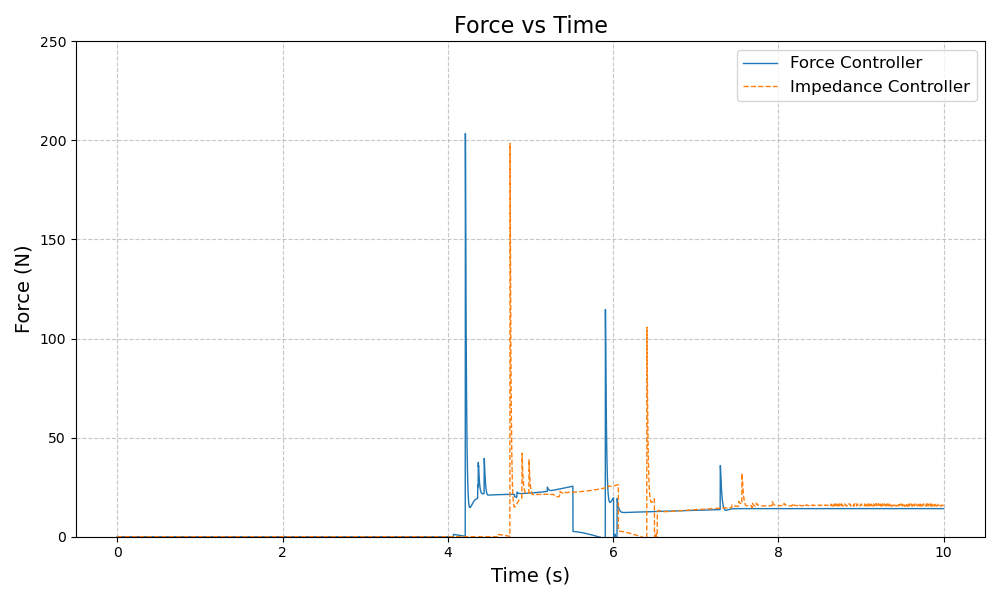 Force vs Time
Force Controller
Impedance Controller
250
200
150
100
50
0
Force (N)
0 2 4 6 8 10
Time (s)